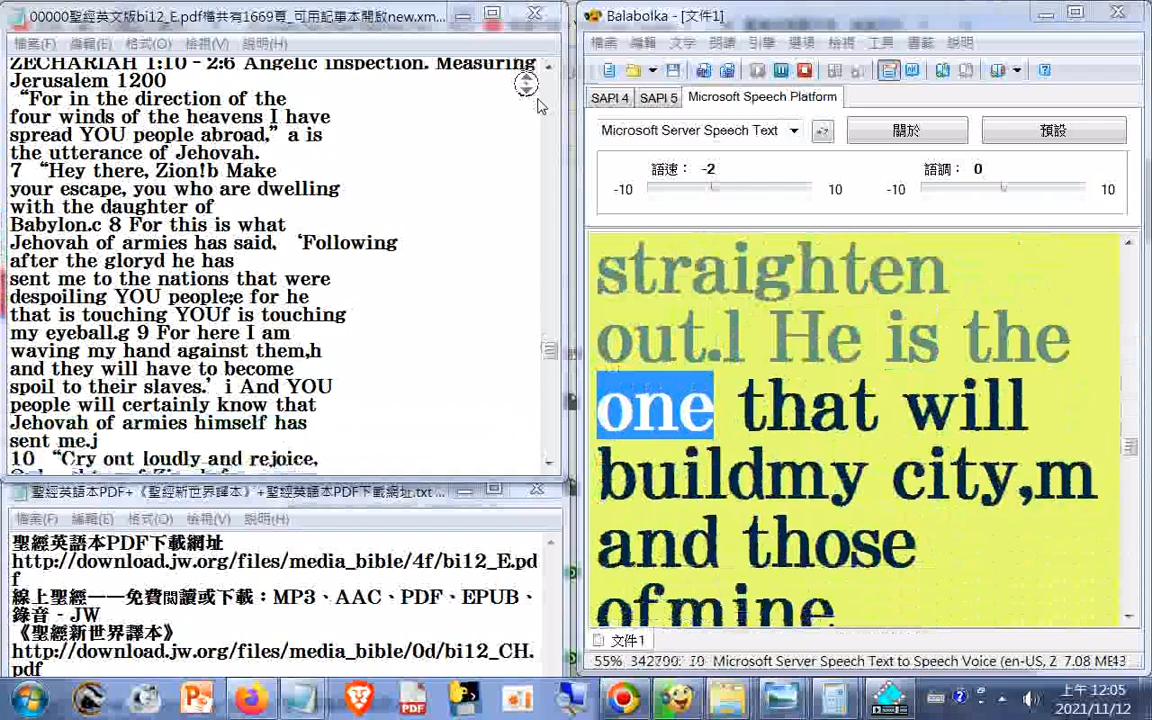 00000聖經英文版bi12_E.pdf檔共有1669頁_可用記事本開啟new.xm...
檔案(F) 編輯(E) 格式(O) 檢視(V) 說明(H)
ZECHARIAH 1:10 – 2:6 Angelic inspection. Measuring
Jerusalem 1200
“For in the direction of the
four winds of the heavens I have
spread YOU people abroad,” a is
the utterance of Jehovah.
7 “Hey there, Zion!b Make
your escape, you who are dwelling
with the daughter of
Babylon.c 8 For this is what
Jehovah of armies has said, ‘Following
after the gloryd he has
sent me to the nations that were
despoiling YOU people;e for he
that is touching YOUf is touching
my eyeball.g 9 For here I am
waving my hand against them,h
and they will have to become
spoil to their slaves.’ i And YOU
people will certainly know that
Jehovah of armies himself has
sent me.j
10 “Cry out loudly and rejoice,
聖經英語本PDF+《聖經新世界譯本》+聖經英語本PDF下載網址.txt ...
檔案(F) 編輯(E) 格式(O) 檢視(V) 說明(H)
聖經英語本PDF下載網址
http://download.jw.org/files/media_bible/4f/bi12_E.pd
f
線上聖經——免費閱讀或下載：MP3、AAC、PDF、EPUB、
錄音 - JW
《聖經新世界譯本》
http://download.jw.org/files/media_bible/0d/bi12_CH.
pdf
Balabolka - [文件1]
檔案 編輯 文字 朗讀 引擎 選項 檢視 工具 書籤 說明
SAPI 4 SAPI 5 Microsoft Speech Platform
Microsoft Server Speech Text 關於 預設
語速： -2 語調： 0
-10 10 -10 10
straighten
out.l He is the
one that will
buildmy city,m
and those
ofmine
文件1
55% Microsoft Server Speech Text to Speech Voice (en-US, Z 7.08 ME
上午 12:05
2021/11/12